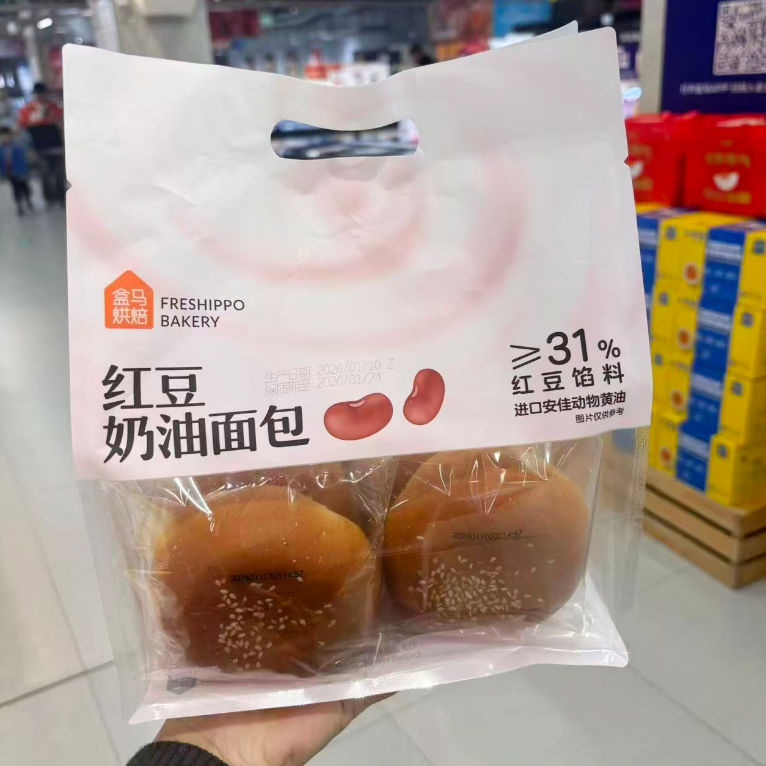 盒马
烘焙
FRESHIPPO
BAKERY
红豆
奶油面包
生产日期: 2026/01/10 Z
保质期至: 2026/01/24
≥31%
红豆馅料
进口安佳动物黄油
图片仅供参考